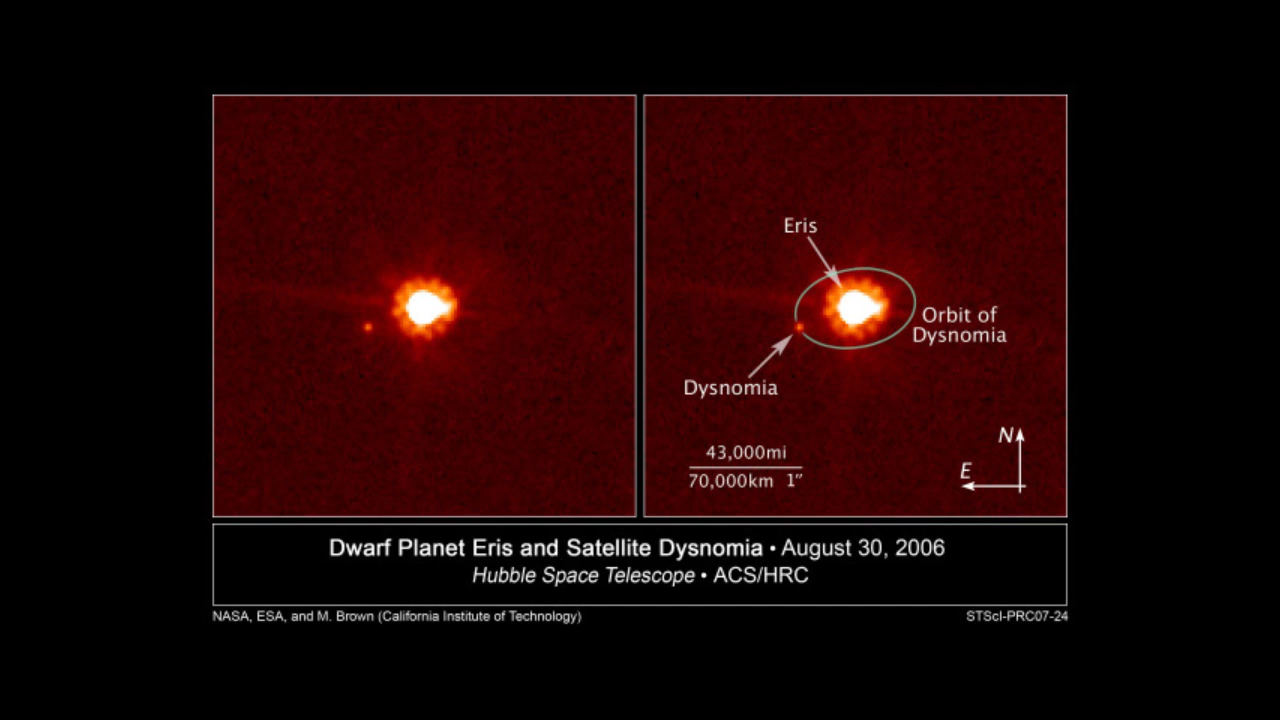 Eris
Orbit of
Dysnomia
Dysnomia
N
43,000mi
E
70,000km 1″
Dwarf Planet Eris and Satellite Dysnomia • August 30, 2006
Hubble Space Telescope • ACS/HRC
NASA, ESA, and M. Brown (California Institute of Technology)
STScI-PRC07-24